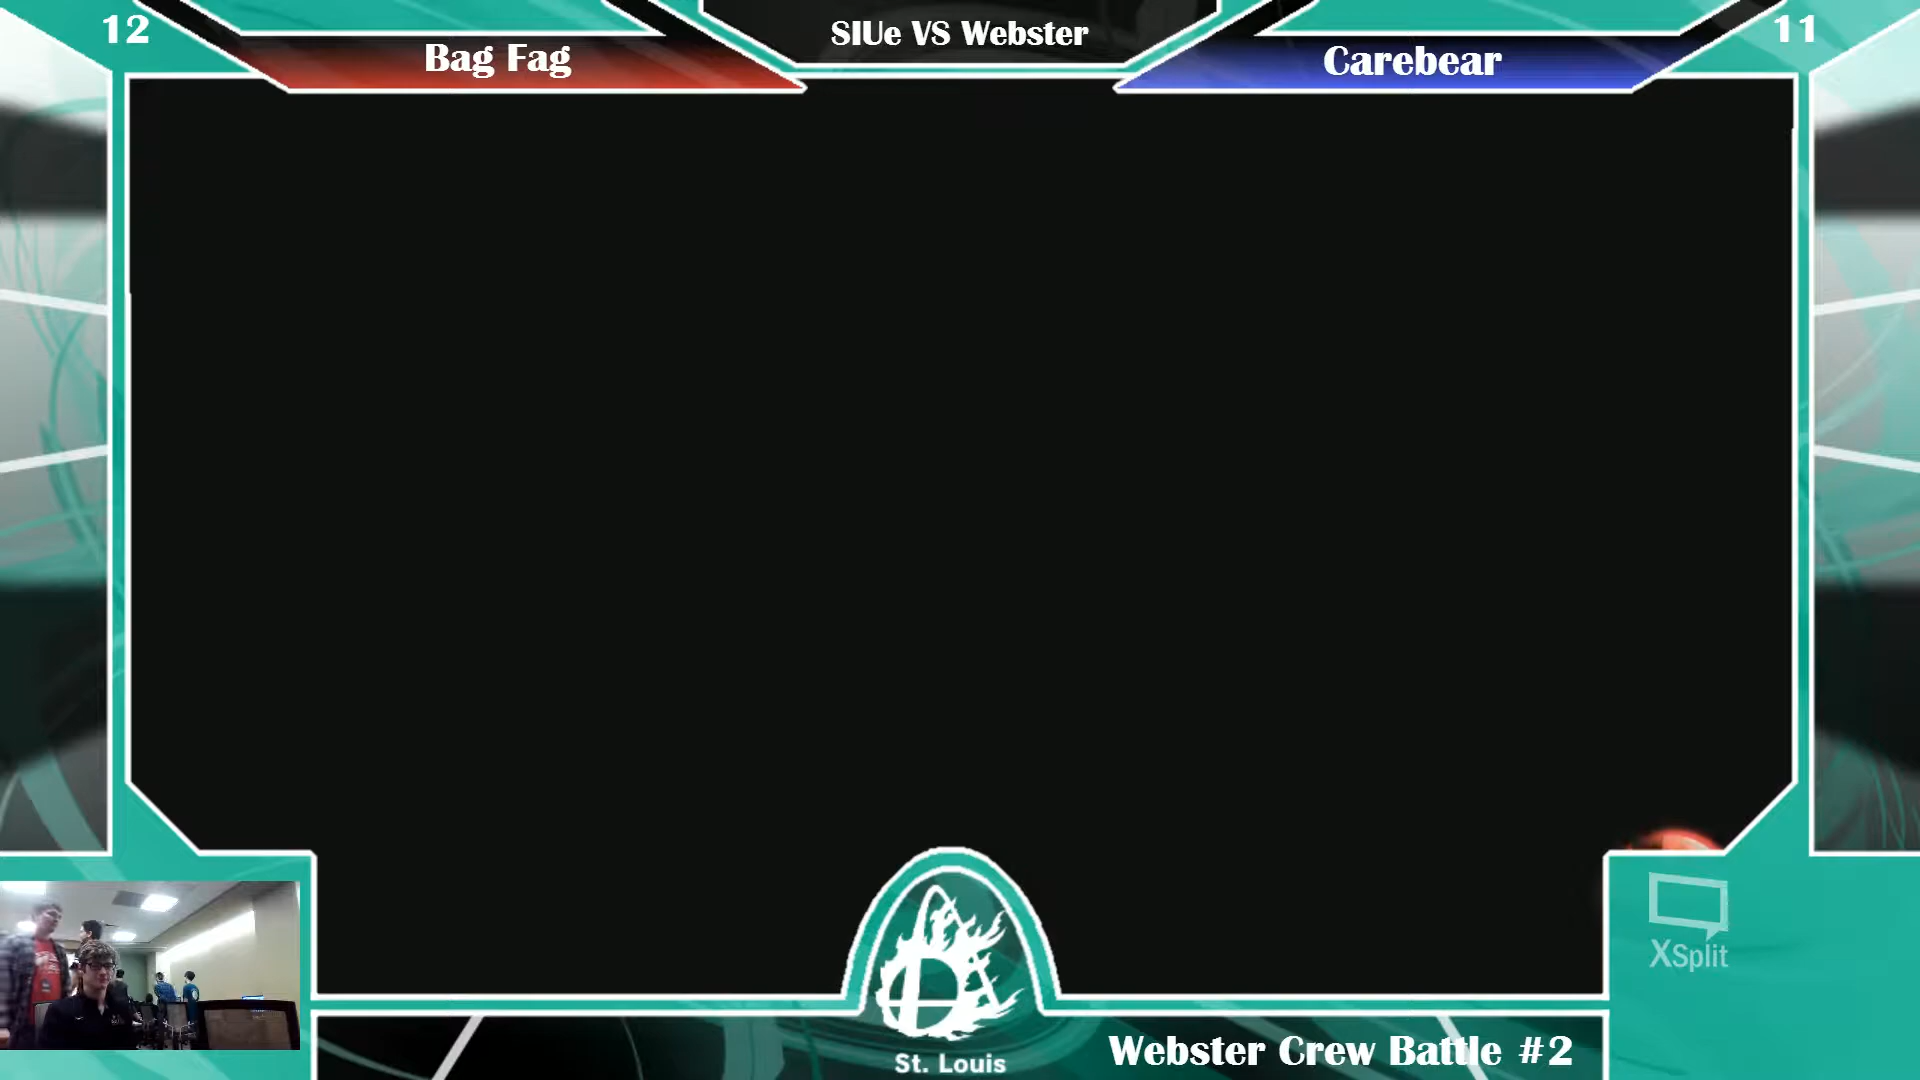 12
Bag Fag
SIUe VS Webster
Carebear
11
XSplit
St. Louis
Webster Crew Battle #2